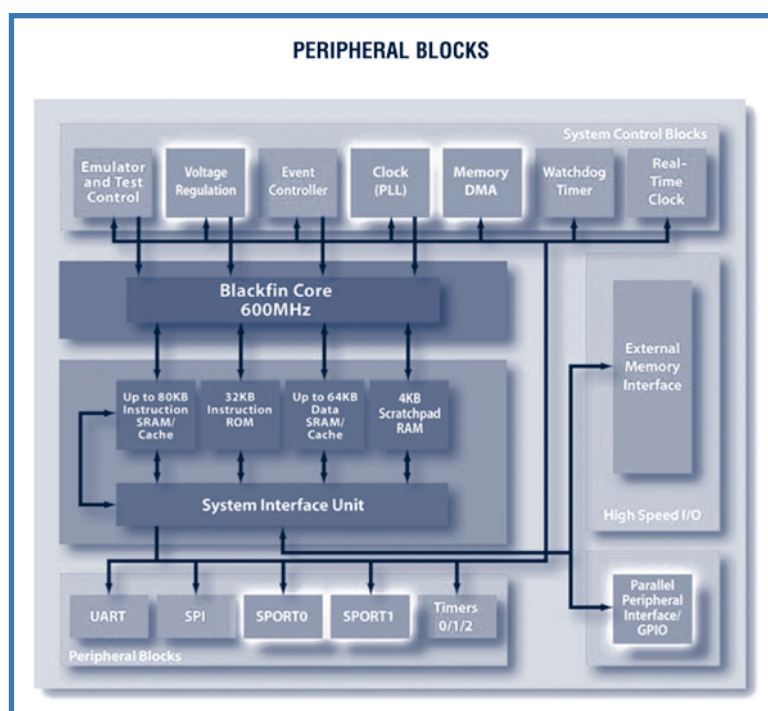 PERIPHERAL BLOCKS
System Control Blocks
Emulator
and Test
Control
Voltage
Regulation
Event
Controller
Clock
(PLL)
Memory
DMA
Watchdog
Timer
Real-
Time
Clock
Blackfin Core
600MHz
External
Memory
Interface
Up to 80KB
Instruction
SRAM/
Cache
32KB
Instruction
ROM
Up to 64KB
Data
SRAM/
Cache
4KB
Scratchpad
RAM
System Interface Unit
High Speed I/O
UART
SPI
SPORT0
SPORT1
Timers
0/1/2
Peripheral Blocks
Parallel
Peripheral
Interface/
GPIO